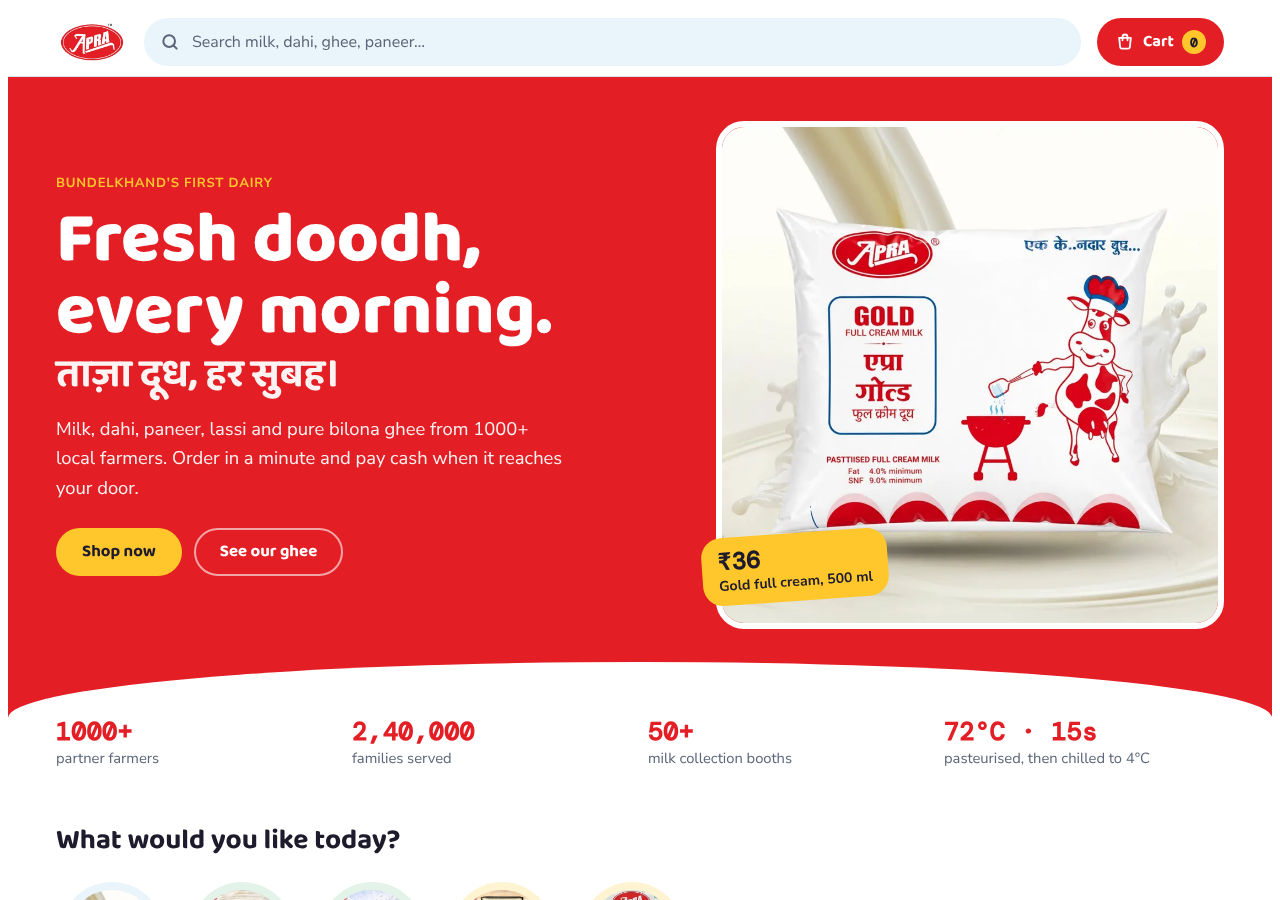 APRA
Search milk, dahi, ghee, paneer...
Cart 0
BUNDELKHAND'S FIRST DAIRY
Fresh doodh,
every morning.
ताज़ा दूध, हर सुबह।
Milk, dahi, paneer, lassi and pure bilona ghee from 1000+
local farmers. Order in a minute and pay cash when it reaches
your door.
Shop now
See our ghee
APRA®
एक के..नदार दूध...
GOLD
FULL CREAM MILK
एप्रा
गोल्ड
फुल क्रीम दूध
PASTTIISED FULL CREAM MILK
Fat 4.0% minimum
SNF 9.0% minimum
₹36
Gold full cream, 500 ml
1000+
partner farmers
2,40,000
families served
50+
milk collection booths
72°C · 15s
pasteurised, then chilled to 4°C
What would you like today?